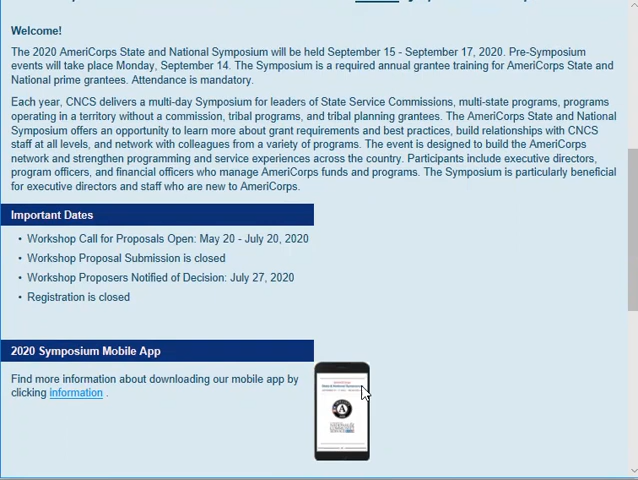 Welcome!
The 2020 AmeriCorps State and National Symposium will be held September 15 - September 17, 2020. Pre-Symposium
events will take place Monday, September 14. The Symposium is a required annual grantee training for AmeriCorps State and
National prime grantees. Attendance is mandatory.
Each year, CNCS delivers a multi-day Symposium for leaders of State Service Commissions, multi-state programs, programs
operating in a territory without a commission, tribal programs, and tribal planning grantees. The AmeriCorps State and National
Symposium offers an opportunity to learn more about grant requirements and best practices, build relationships with CNCS
staff at all levels, and network with colleagues from a variety of programs. The event is designed to build the AmeriCorps
network and strengthen programming and service experiences across the country. Participants include executive directors,
program officers, and financial officers who manage AmeriCorps funds and programs. The Symposium is particularly beneficial
for executive directors and staff who are new to AmeriCorps.
Important Dates
• Workshop Call for Proposals Open: May 20 - July 20, 2020
• Workshop Proposal Submission is closed
• Workshop Proposers Notified of Decision: July 27, 2020
• Registration is closed
2020 Symposium Mobile App
Find more information about downloading our mobile app by
clicking information .
A